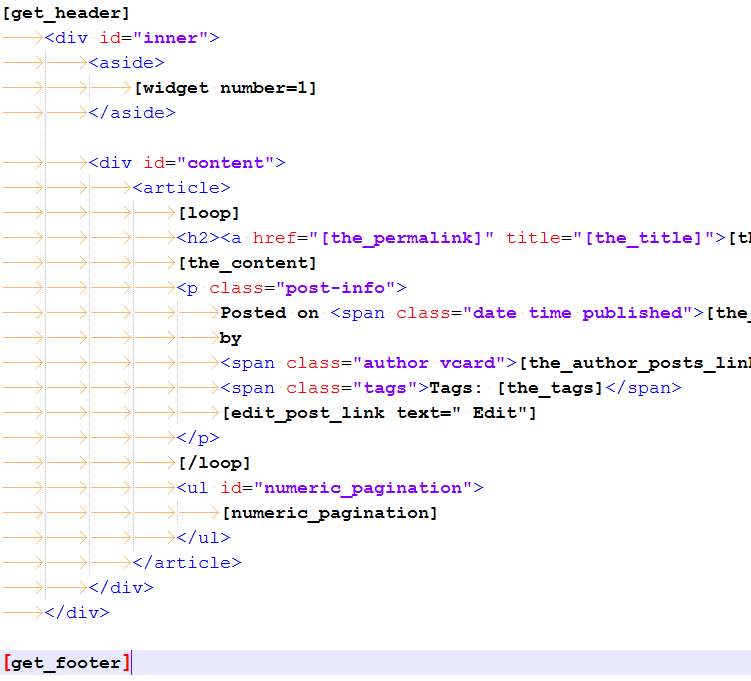 [get_header]
<div id="inner">
<aside>
[widget number=1]
</aside>
<div id="content">
<article>
[loop]
<h2><a href="[the_permalink]" title="[the_title]">[th
[the_content]
<p class="post-info">
Posted on <span class="date time published">[the_
by
<span class="author vcard">[the_author_posts_lin
<span class="tags">Tags: [the_tags]</span>
[edit_post_link text=" Edit"]
</p>
[/loop]
<ul id="numeric_pagination">
[numeric_pagination]
</ul>
</article>
</div>
</div>
[get_footer]